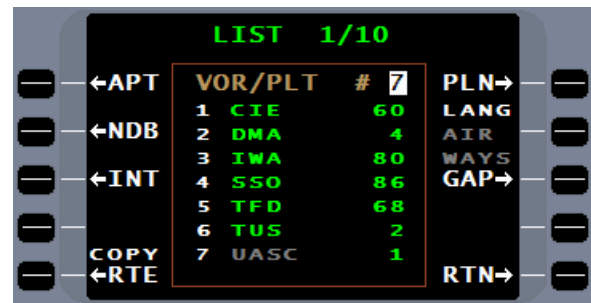 LIST 1/10
←APT VOR/PLT # 7 PLN→
1 CIE 60 LANG
←NDB 2 DMA 4 AIR
3 IWA 80 WAYS
←INT 4 SSO 86 GAP→
5 TFD 68
6 TUS 2
COPY 7 UASC 1
←RTE RTN→